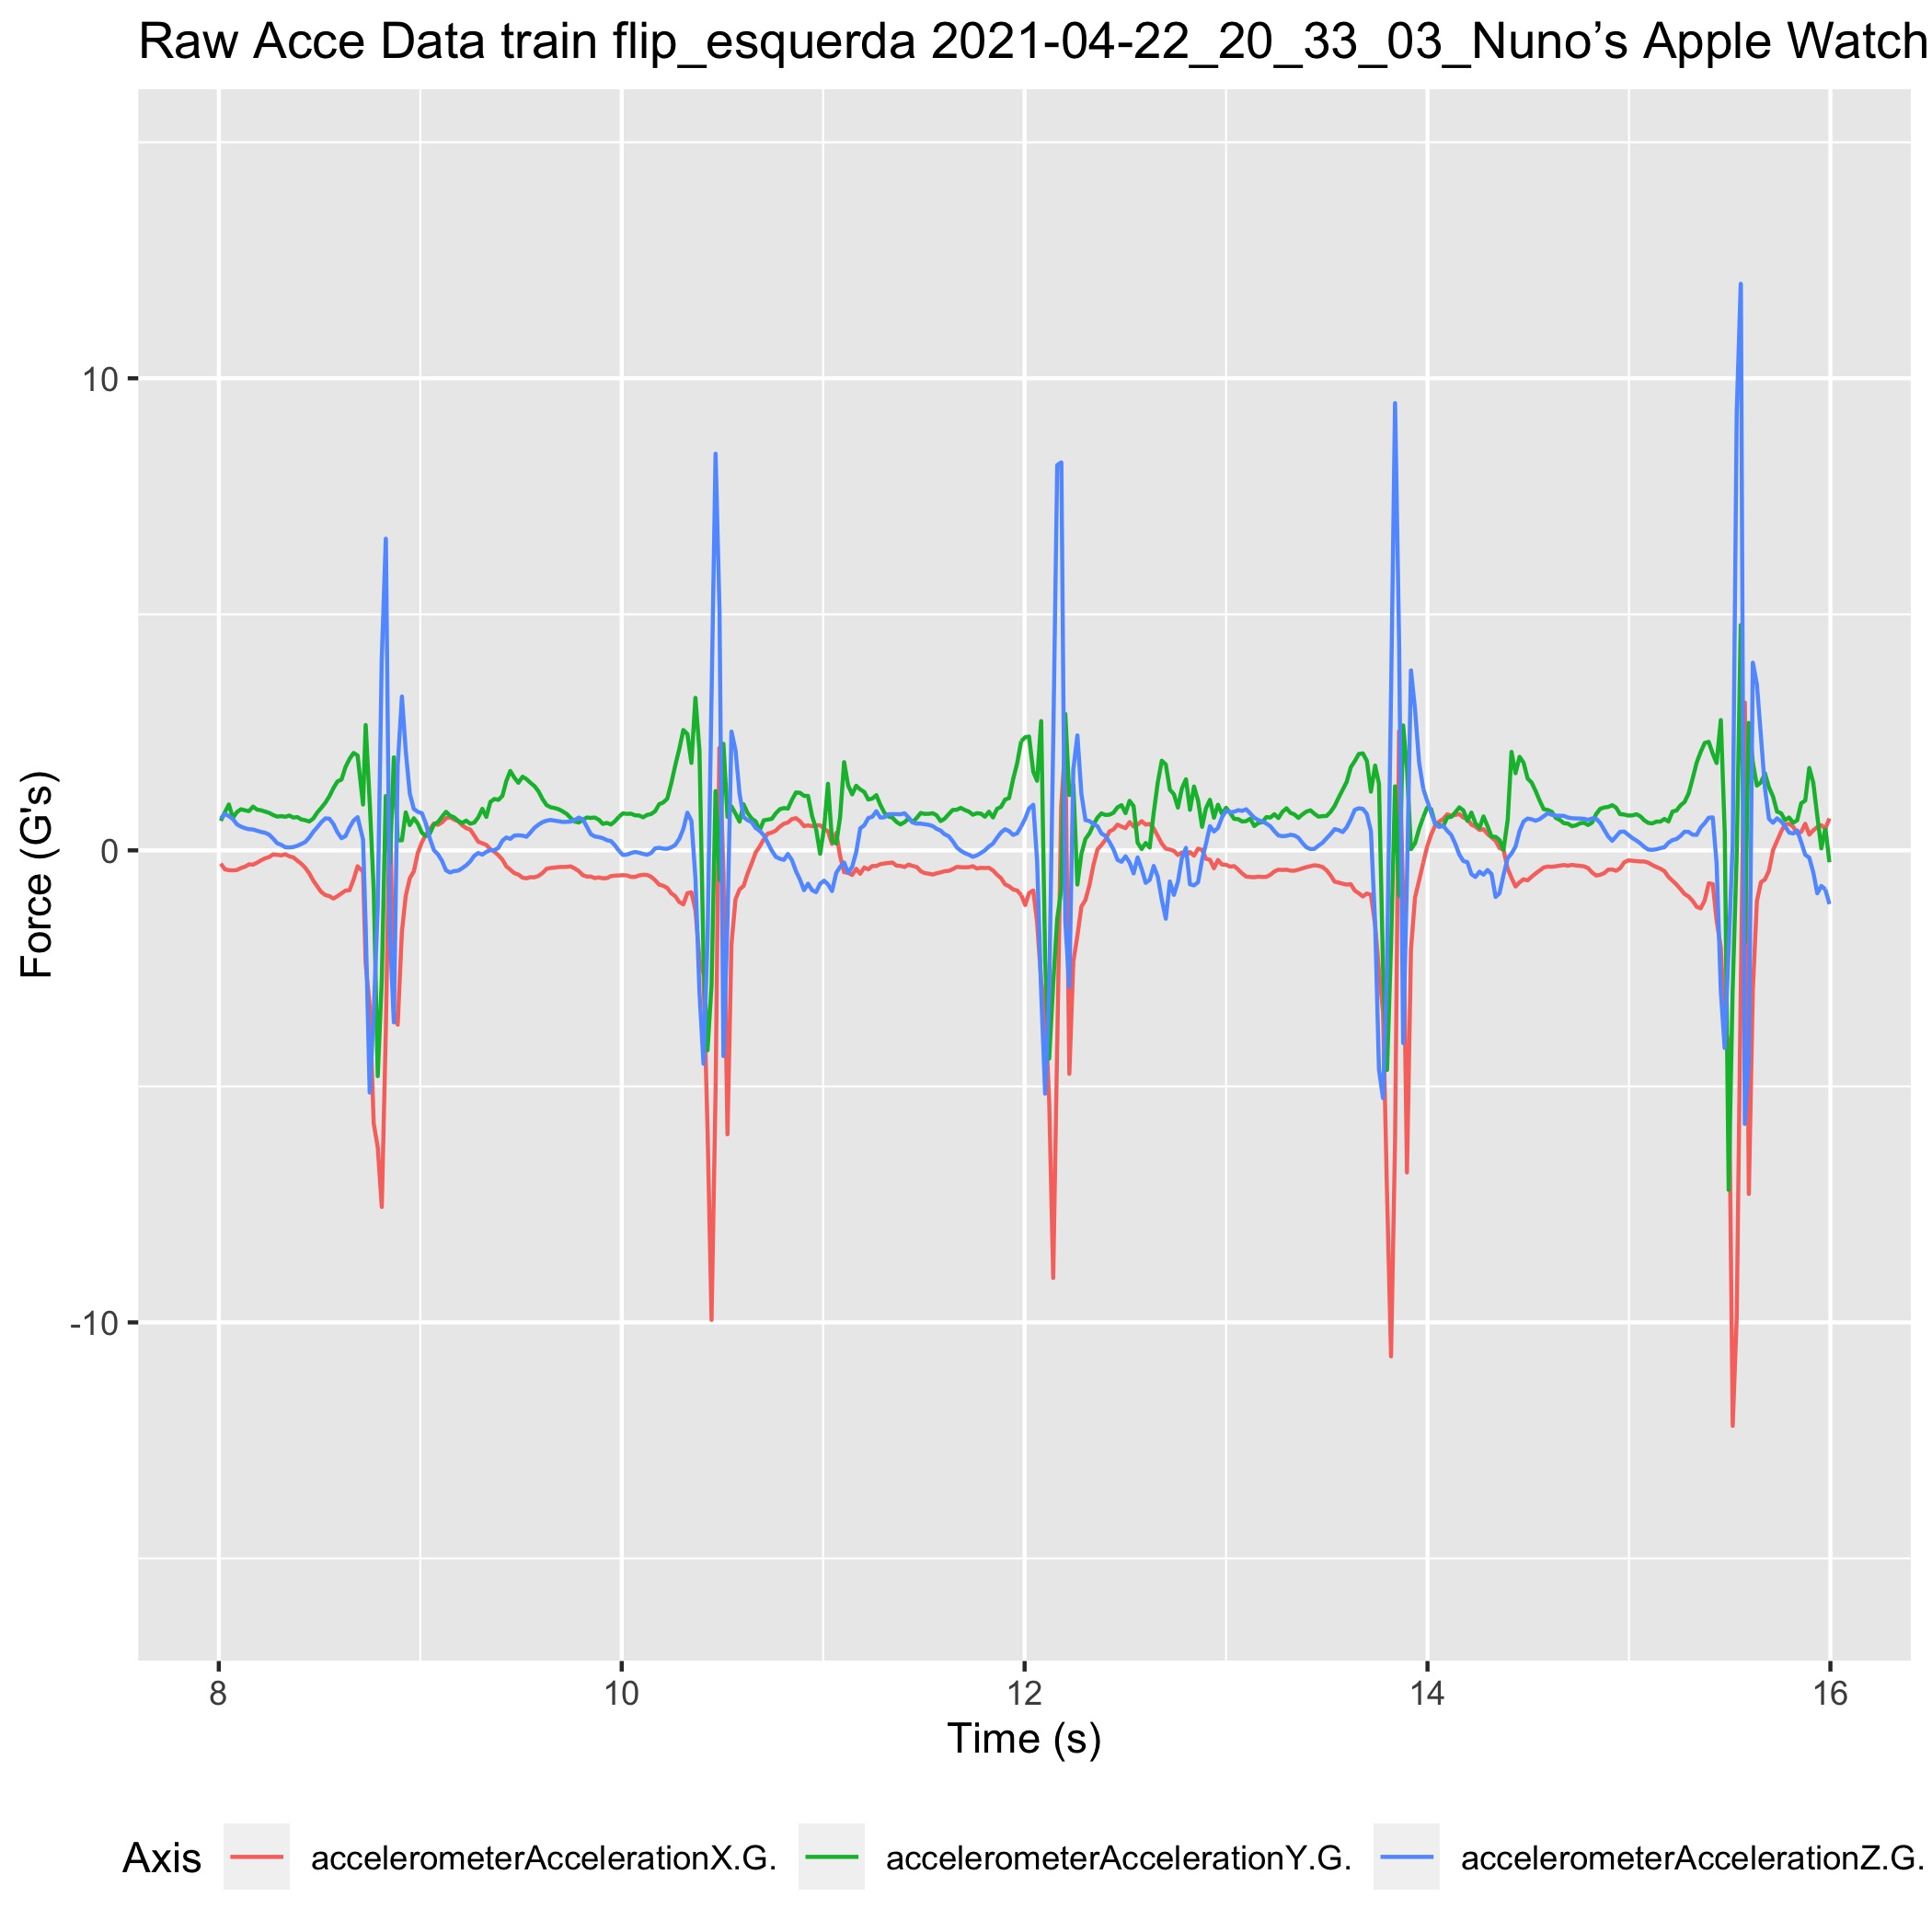 Raw Acce Data train flip_esquerda 2021-04-22_20_33_03_Nuno’s Apple Watch
Force (G's)
10
0
-10
8 10 12 14 16
Time (s)
Axis accelerometerAccelerationX.G. accelerometerAccelerationY.G. accelerometerAccelerationZ.G.